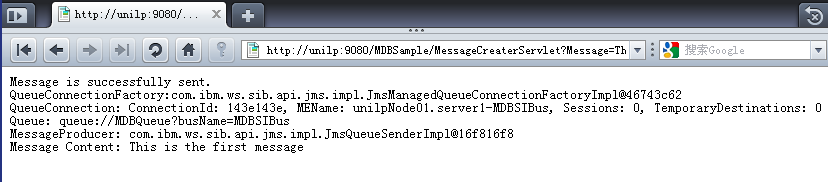 http://unilp:9080/...
http://unilp:9080/MDBSample/MessageCreaterServlet?Message=Th
搜索Google
Message is successfully sent.
QueueConnectionFactory:com.ibm.ws.sib.api.jms.impl.JmsManagedQueueConnectionFactoryImpl@46743c62
QueueConnection: ConnectionId: 143e143e, MEName: unilpNode01.server1-MDBSIBus, Sessions: 0, TemporaryDestinations: 0
Queue: queue://MDBQueue?busName=MDBSIBus
MessageProducer: com.ibm.ws.sib.api.jms.impl.JmsQueueSenderImpl@16f816f8
Message Content: This is the first message